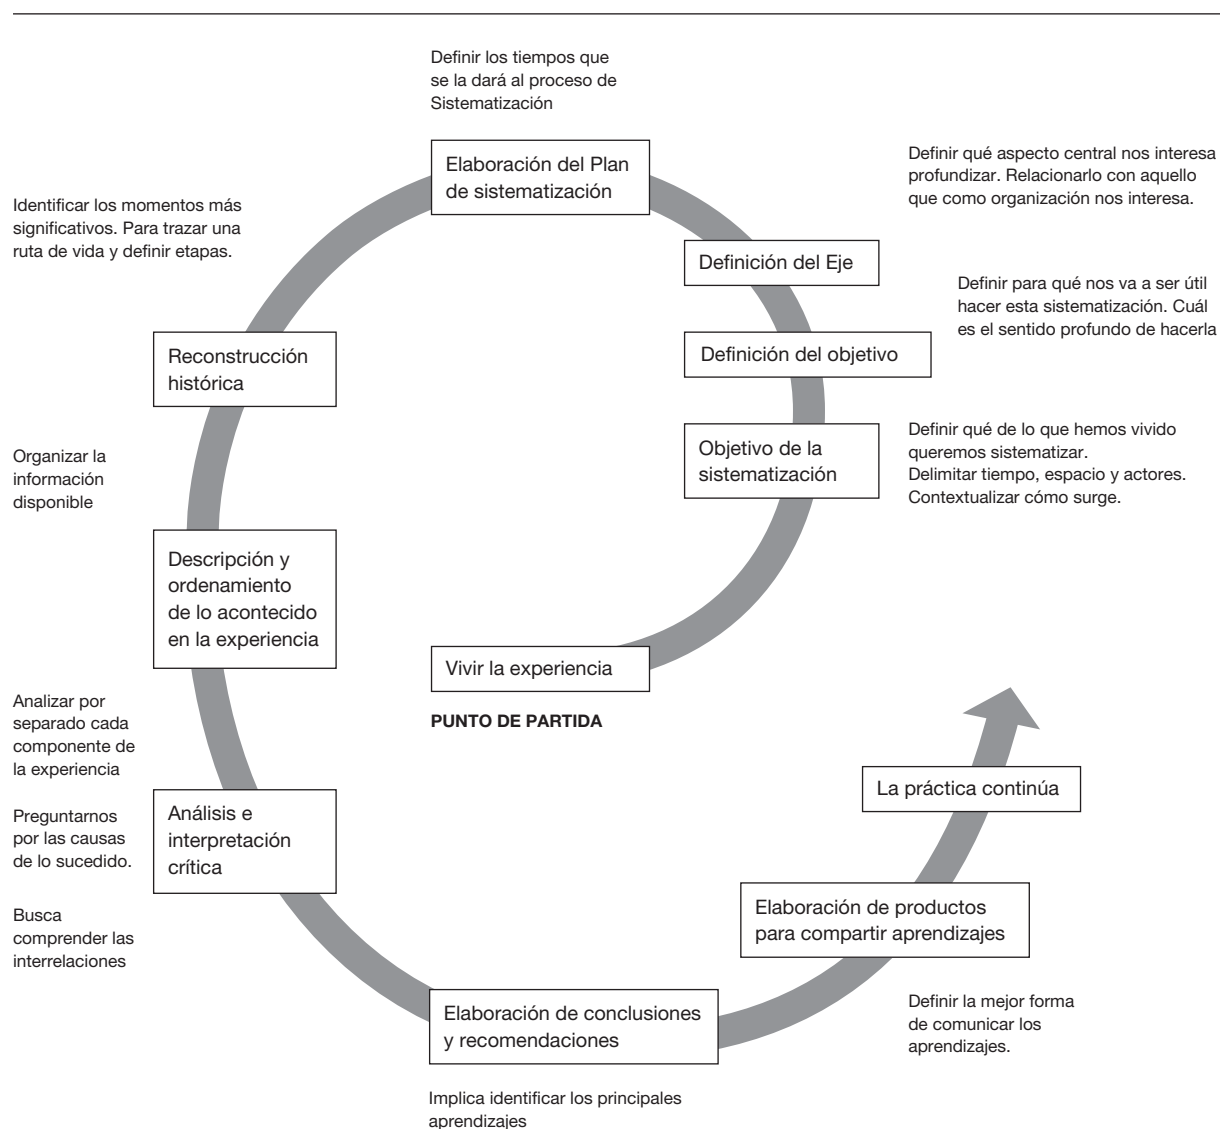 Definir los tiempos que
se la dará al proceso de
Sistematización
Elaboración del Plan
de sistematización
Definir qué aspecto central nos interesa
profundizar. Relacionarlo con aquello
que como organización nos interesa.
Identificar los momentos más
significativos. Para trazar una
ruta de vida y definir etapas.
Definición del Eje
Definir para qué nos va a ser útil
hacer esta sistematización. Cuál
es el sentido profundo de hacerla
Reconstrucción
histórica
Definición del objetivo
Objetivo de la
sistematización
Definir qué de lo que hemos vivido
queremos sistematizar.
Delimitar tiempo, espacio y actores.
Contextualizar cómo surge.
Organizar la
información
disponible
Descripción y
ordenamiento
de lo acontecido
en la experiencia
Vivir la experiencia
PUNTO DE PARTIDA
Analizar por
separado cada
componente de
la experiencia
Preguntarnos
por las causas
de lo sucedido.
Busca
comprender las
interrelaciones
Análisis e
interpretación
crítica
La práctica continúa
Elaboración de productos
para compartir aprendizajes
Definir la mejor forma
de comunicar los
aprendizajes.
Elaboración de conclusiones
y recomendaciones
Implica identificar los principales
aprendizajes